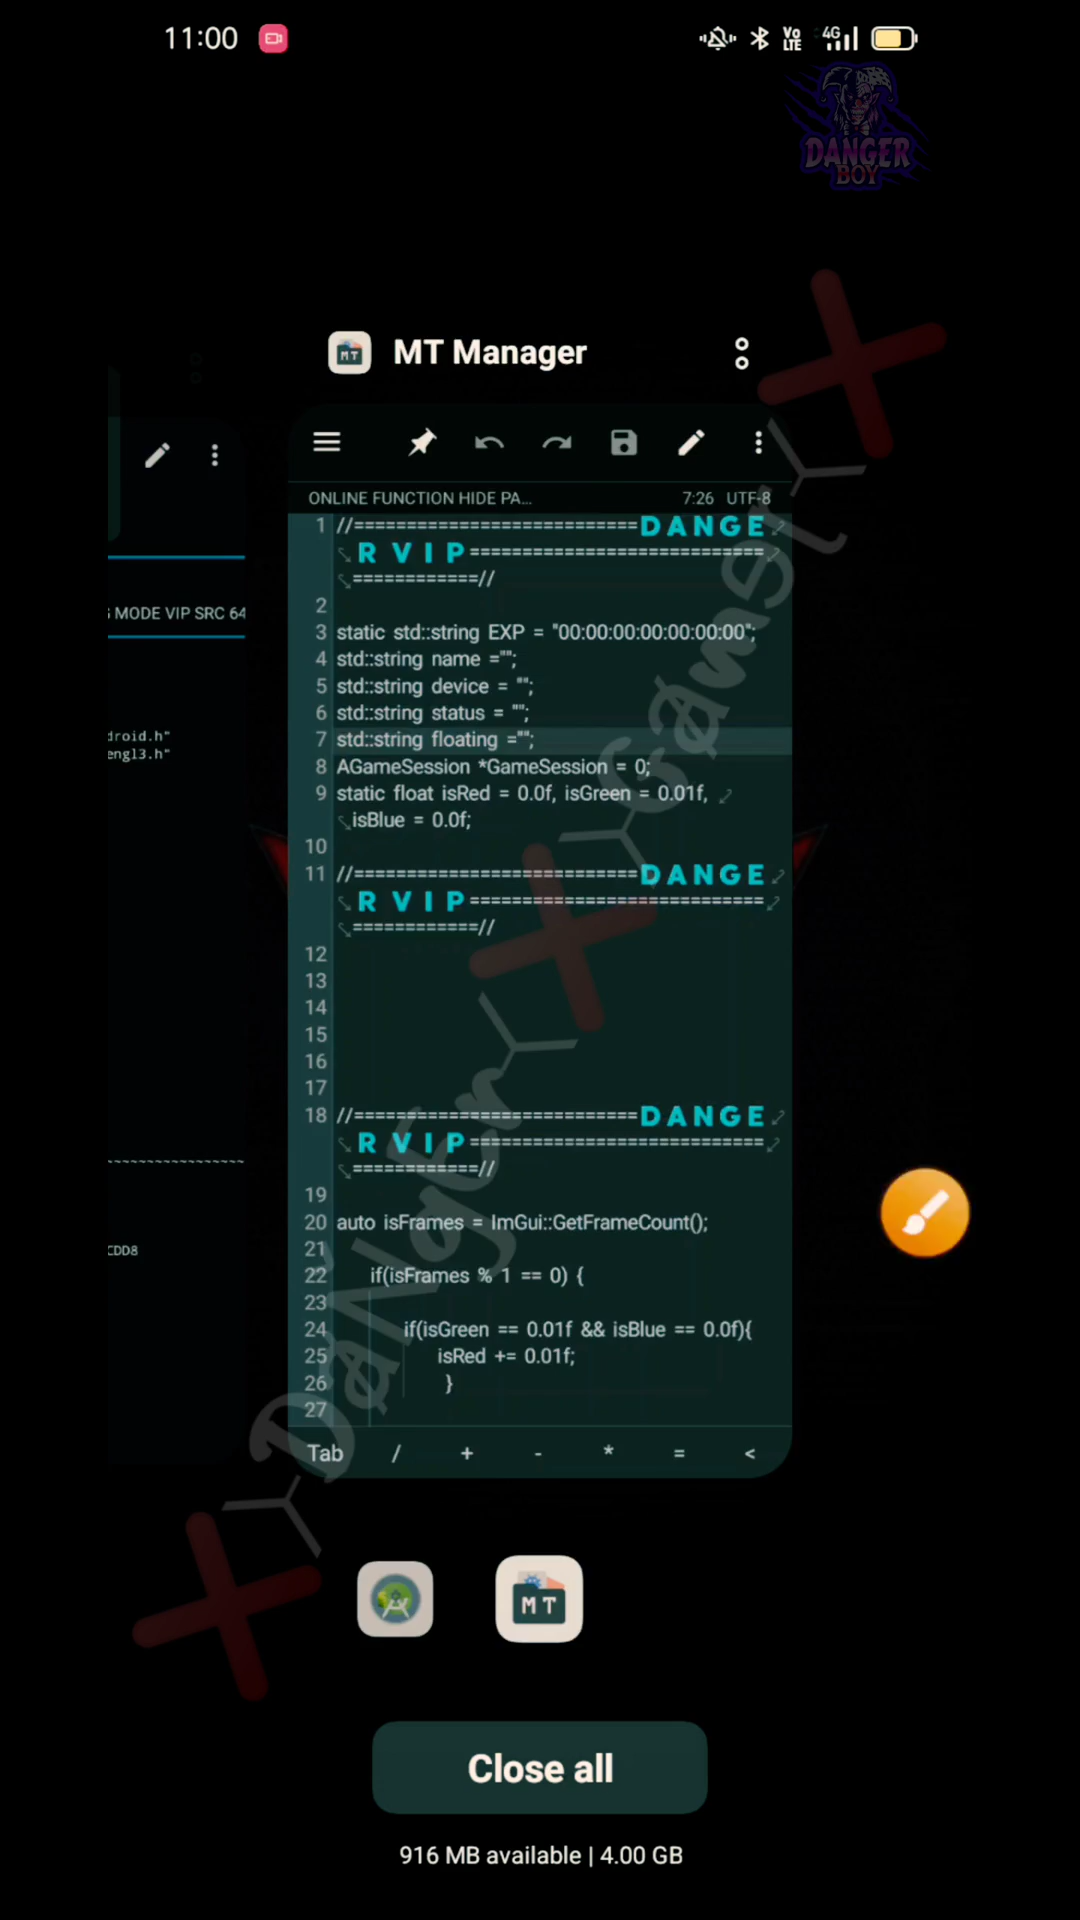 11:00
Vo LTE 4G
DANGER
BOY
MT Manager
ONLINE FUNCTION HIDE PA... 7:26 UTF-8
MODE VIP SRC 64
droid.h"
engl3.h"
CDD8
1 //==========================DANGE
R V I P===========================
============//
2
3 static std::string EXP = "00:00:00:00:00:00:00";
4 std::string name ="";
5 std::string device = "";
6 std::string status = "";
7 std::string floating ="";
8 AGameSession *GameSession = 0;
9 static float isRed = 0.0f, isGreen = 0.01f,
isBlue = 0.0f;
10
11 //==========================DANGE
R V I P===========================
============//
12
13
14
15
16
17
18 //==========================DANGE
R V I P===========================
============//
19
20 auto isFrames = ImGui::GetFrameCount();
21
22 if(isFrames % 1 == 0) {
23
24 if(isGreen == 0.01f && isBlue == 0.0f){
25 isRed += 0.01f;
26 }
27
Tab / + - * = <
MT
Close all
916 MB available | 4.00 GB